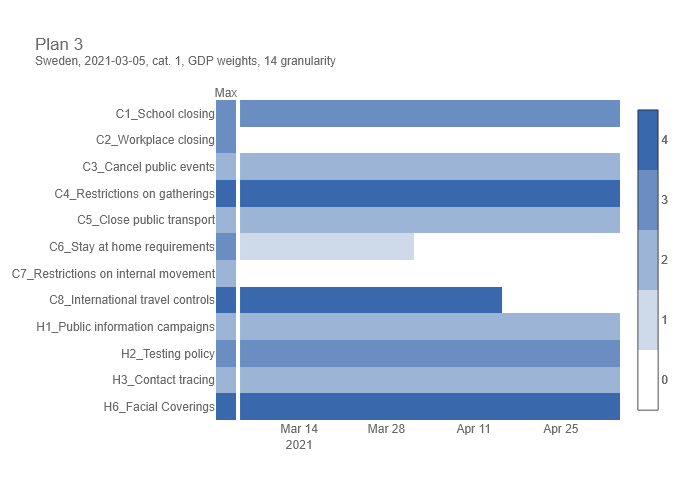 Plan 3
Sweden, 2021-03-05, cat. 1, GDP weights, 14 granularity
Max
C1_School closing
C2_Workplace closing
C3_Cancel public events
C4_Restrictions on gatherings
C5_Close public transport
C6_Stay at home requirements
C7_Restrictions on internal movement
C8_International travel controls
H1_Public information campaigns
H2_Testing policy
H3_Contact tracing
H6_Facial Coverings
Mar 14
2021
Mar 28
Apr 11
Apr 25
4
3
2
1
0